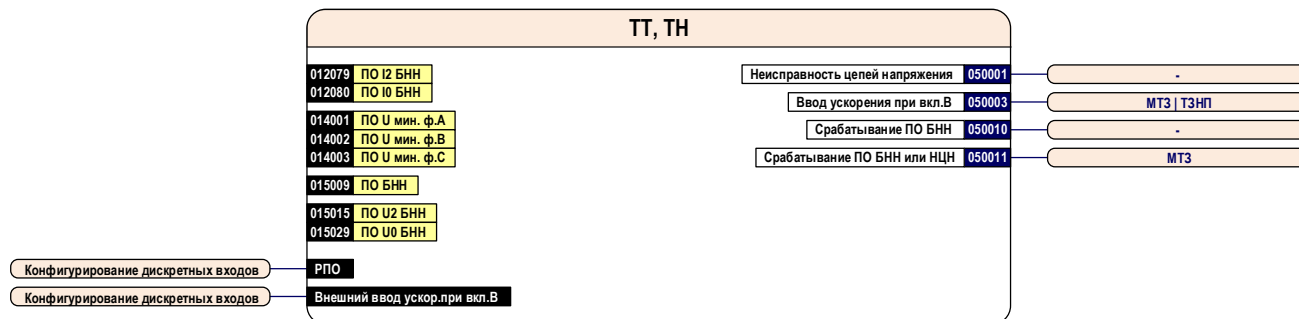 ТТ, ТН
012079 ПО I2 БНН
012080 ПО I0 БНН
014001 ПО U мин. ф.А
014002 ПО U мин. ф.В
014003 ПО U мин. ф.С
015009 ПО БНН
015015 ПО U2 БНН
015029 ПО U0 БНН
Конфигурирование дискретных входов РПО
Конфигурирование дискретных входов Внешний ввод ускор.при вкл.В
Неисправность цепей напряжения 050001 -
Ввод ускорения при вкл.В 050003 МТЗ | ТЗНП
Срабатывание ПО БНН 050010 -
Срабатывание ПО БНН или НЦН 050011 МТЗ